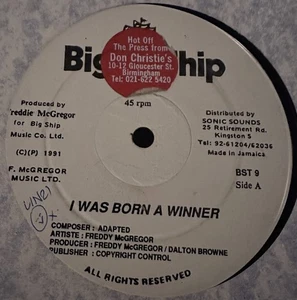 Hot Off
The Press from
Don Christie's
10-12 Gloucester St.
Birmingham
Tel: 021-622 5420
Big Ship
45 rpm
Produced by
Freddie McGregor
for Big Ship
Music Co. Ltd.
(C)(P) 1991
F. McGREGOR
MUSIC LTD.
Distributed by
SONIC SOUNDS
25 Retirement Rd.
Kingston 5
Tel: 92-61204/62036
Made in Jamaica
BST 9
Side A
I WAS BORN A WINNER
COMPOSER : ADAPTED
ARTISTE : FREDDY McGREGOR
PRODUCER : FREDDY McGREGOR / DALTON BROWNE
PUBLISHER : COPYRIGHT CONTROL
ALL RIGHTS RESERVED